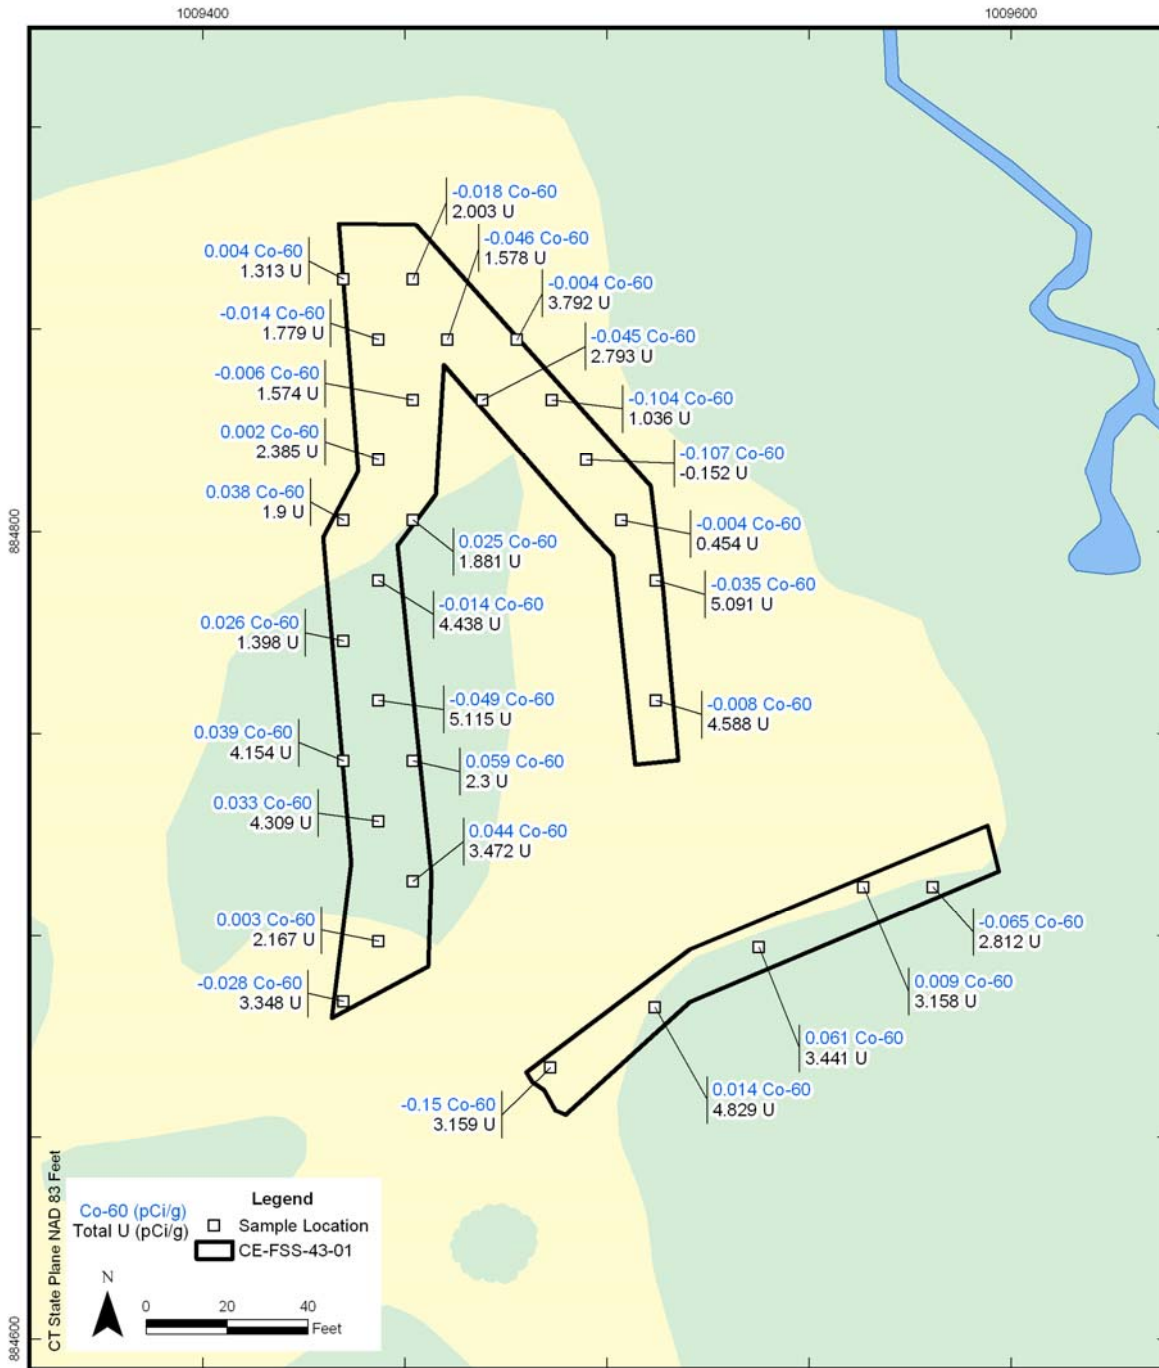 1009400
1009600
-0.018 Co-60
2.003 U
-0.046 Co-60
1.578 U
0.004 Co-60
1.313 U
-0.004 Co-60
3.792 U
-0.014 Co-60
1.779 U
-0.045 Co-60
2.793 U
-0.006 Co-60
1.574 U
-0.104 Co-60
1.036 U
0.002 Co-60
2.385 U
-0.107 Co-60
-0.152 U
0.038 Co-60
1.9 U
-0.004 Co-60
0.454 U
884800
0.025 Co-60
1.881 U
-0.035 Co-60
5.091 U
-0.014 Co-60
4.438 U
0.026 Co-60
1.398 U
-0.049 Co-60
5.115 U
-0.008 Co-60
4.588 U
0.039 Co-60
4.154 U
0.059 Co-60
2.3 U
0.033 Co-60
4.309 U
0.044 Co-60
3.472 U
0.003 Co-60
2.167 U
-0.065 Co-60
2.812 U
-0.028 Co-60
3.348 U
0.009 Co-60
3.158 U
0.061 Co-60
3.441 U
0.014 Co-60
4.829 U
-0.15 Co-60
3.159 U
CT State Plane NAD 83 Feet
Legend
Co-60 (pCi/g)
Total U (pCi/g)
Sample Location
CE-FSS-43-01
N
0 20 40
Feet
884600